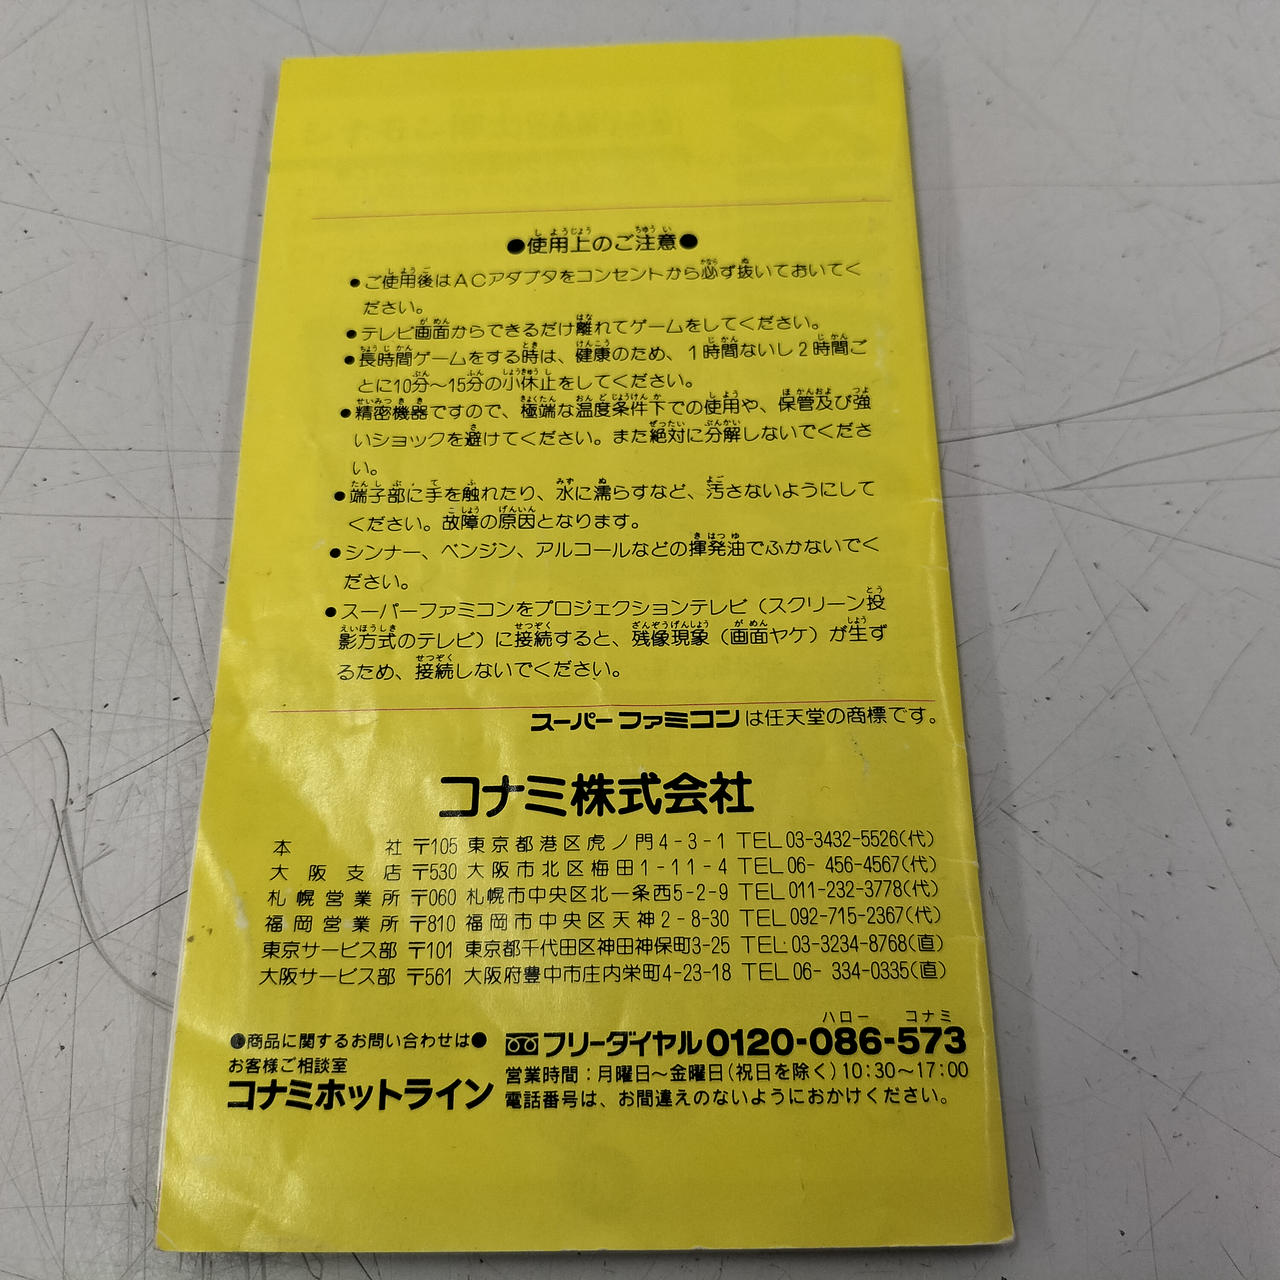 ●使用上のご注意●
●ご使用後はACアダプタをコンセントから必ず抜いておいてく
ださい。
●テレビ画面からできるだけ離れてゲームをしてください。
●長時間ゲームをする時は、健康のため、1時間ないし2時間ご
とに10分～15分の小休止をしてください。
●精密機器ですので、極端な温度条件下での使用や、保管及び強
いショックを避けてください。また絶対に分解しないでくださ
い。
●端子部に手を触れたり、水に濡らすなど、汚さないようにして
ください。故障の原因となります。
●シンナー、ベンジン、アルコールなどの揮発油でふかないでく
ださい。
●スーパーファミコンをプロジェクションテレビ（スクリーン投
影方式のテレビ）に接続すると、残像現象（画面ヤケ）が生ず
るため、接続しないでください。
スーパーファミコンは任天堂の商標です。
コナミ株式会社
本社 〒105 東京都港区虎ノ門4-3-1 TEL 03-3432-5526(代)
大阪支店 〒530 大阪市北区梅田1-11-4 TEL 06-456-4567(代)
札幌営業所 〒060 札幌市中央区北一条西5-2-9 TEL 011-232-3778(代)
福岡営業所 〒810 福岡市中央区天神2-8-30 TEL 092-715-2367(代)
東京サービス部 〒101 東京都千代田区神田神保町3-25 TEL:03-3234-8768(直)
大阪サービス部 〒561 大阪府豊中市庄内栄町4-23-18 TEL 06-334-0335(直)
●商品に関するお問い合わせは●
お客様ご相談室
コナミホットライン
ハロー コナミ
フリーダイヤル0120-086-573
営業時間：月曜日～金曜日(祝日を除く)10:30～17:00
電話番号は、お間違えのないようにおかけください。